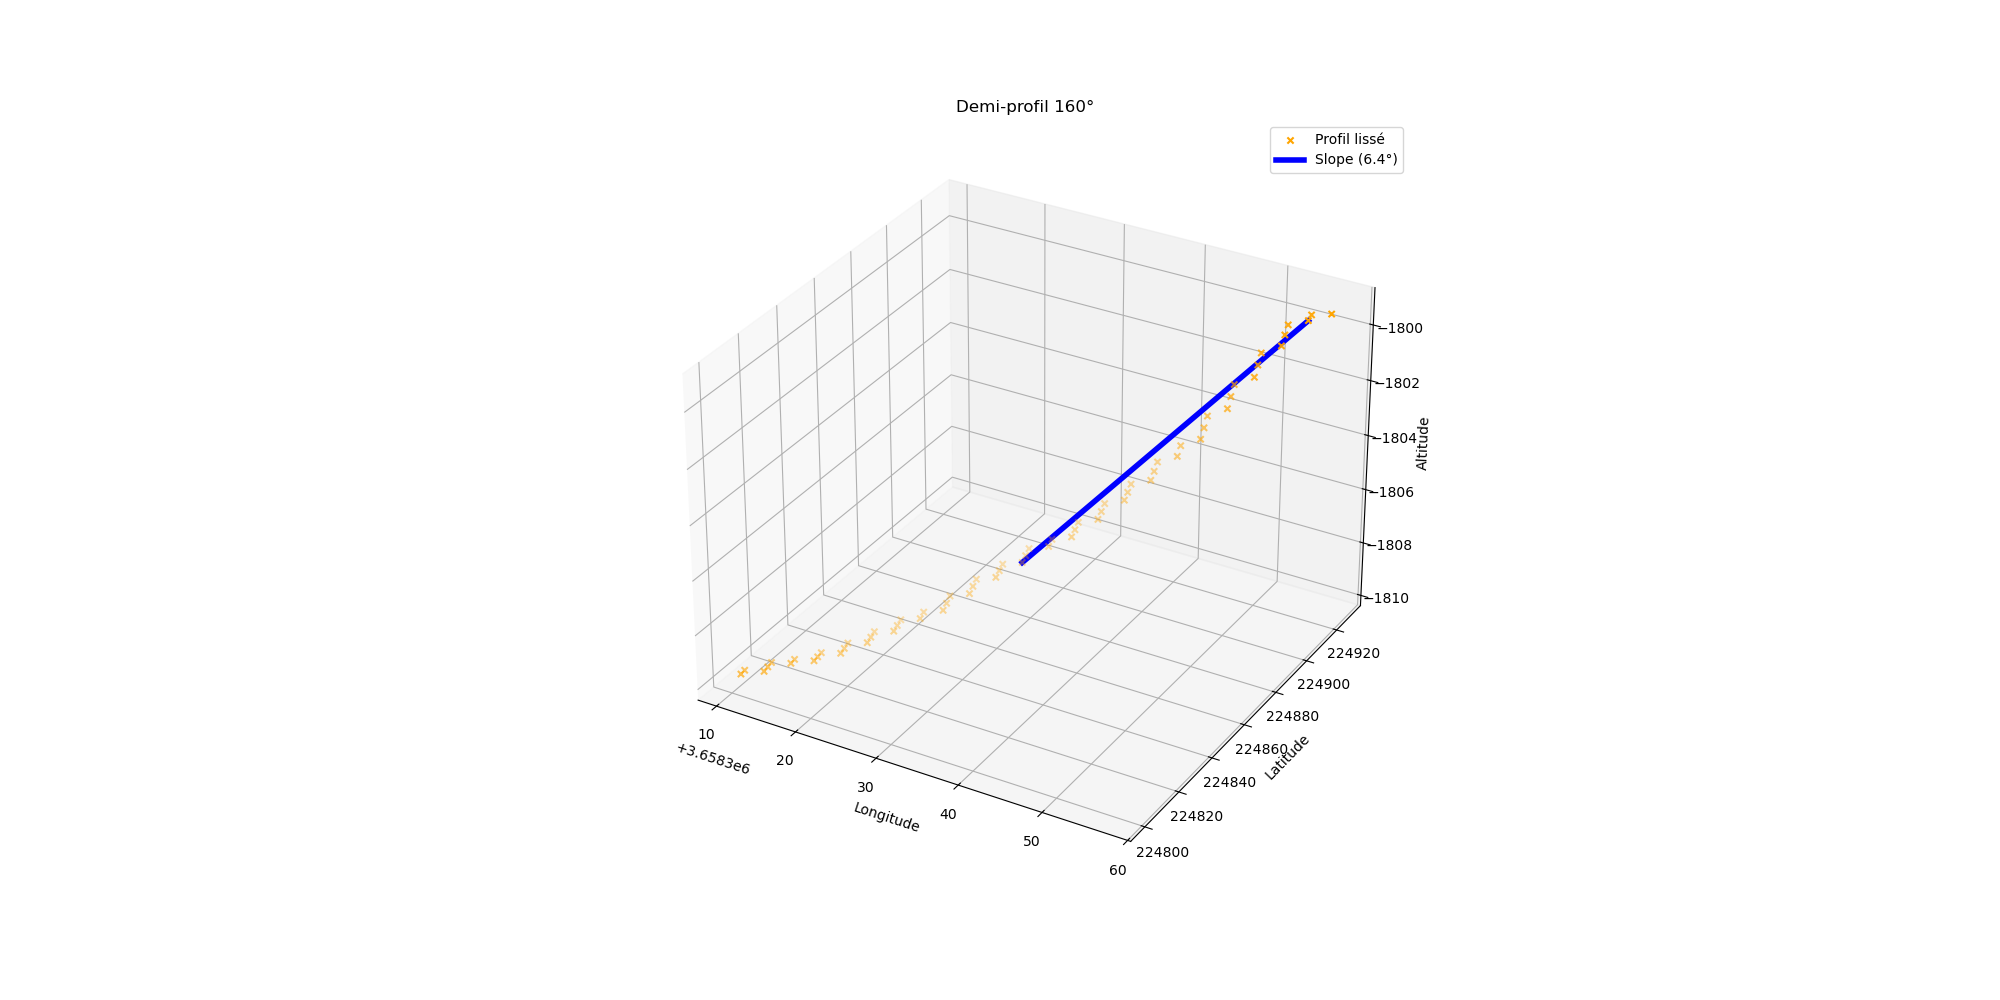 Demi-profil 160°
Profil lissé
Slope (6.4°)
−1800
−1802
−1804
−1806
−1808
−1810
Altitude
224920
224900
224880
224860
224840
224820
224800
Latitude
10
20
30
40
50
60
+3.6583e6
Longitude